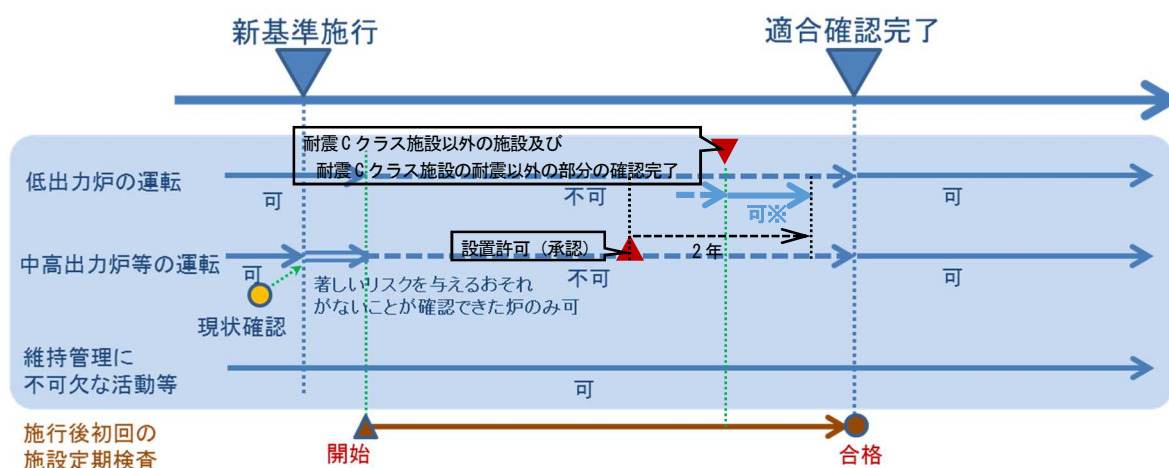 新基準施行
適合確認完了
耐震Cクラス施設以外の施設及び
耐震Cクラス施設の耐震以外の部分の確認完了
低出力炉の運転
可
不可
可※
可
設置許可（承認）
2年
中高出力炉等の運転
可
不可
可
著しいリスクを与えるおそれ
がないことが確認できた炉のみ可
現状確認
維持管理に
不可欠な活動等
可
施行後初回の
施設定期検査
開始
合格